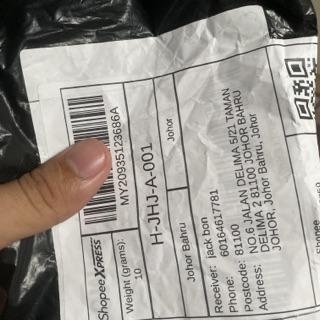 Shopee XPRESS
MY20935123686A
Weight (grams):
10
H-JHJ-A-001
Johor Bahru
Johor
Receiver: jack bon
Phone: 60164617781
Postcode: 81100
Address: NO.6 JALAN DELIMA 5/21 TAMAN
DELIMA 2 81100 JOHOR BAHRU
JOHOR, Johor Bahru, Johor